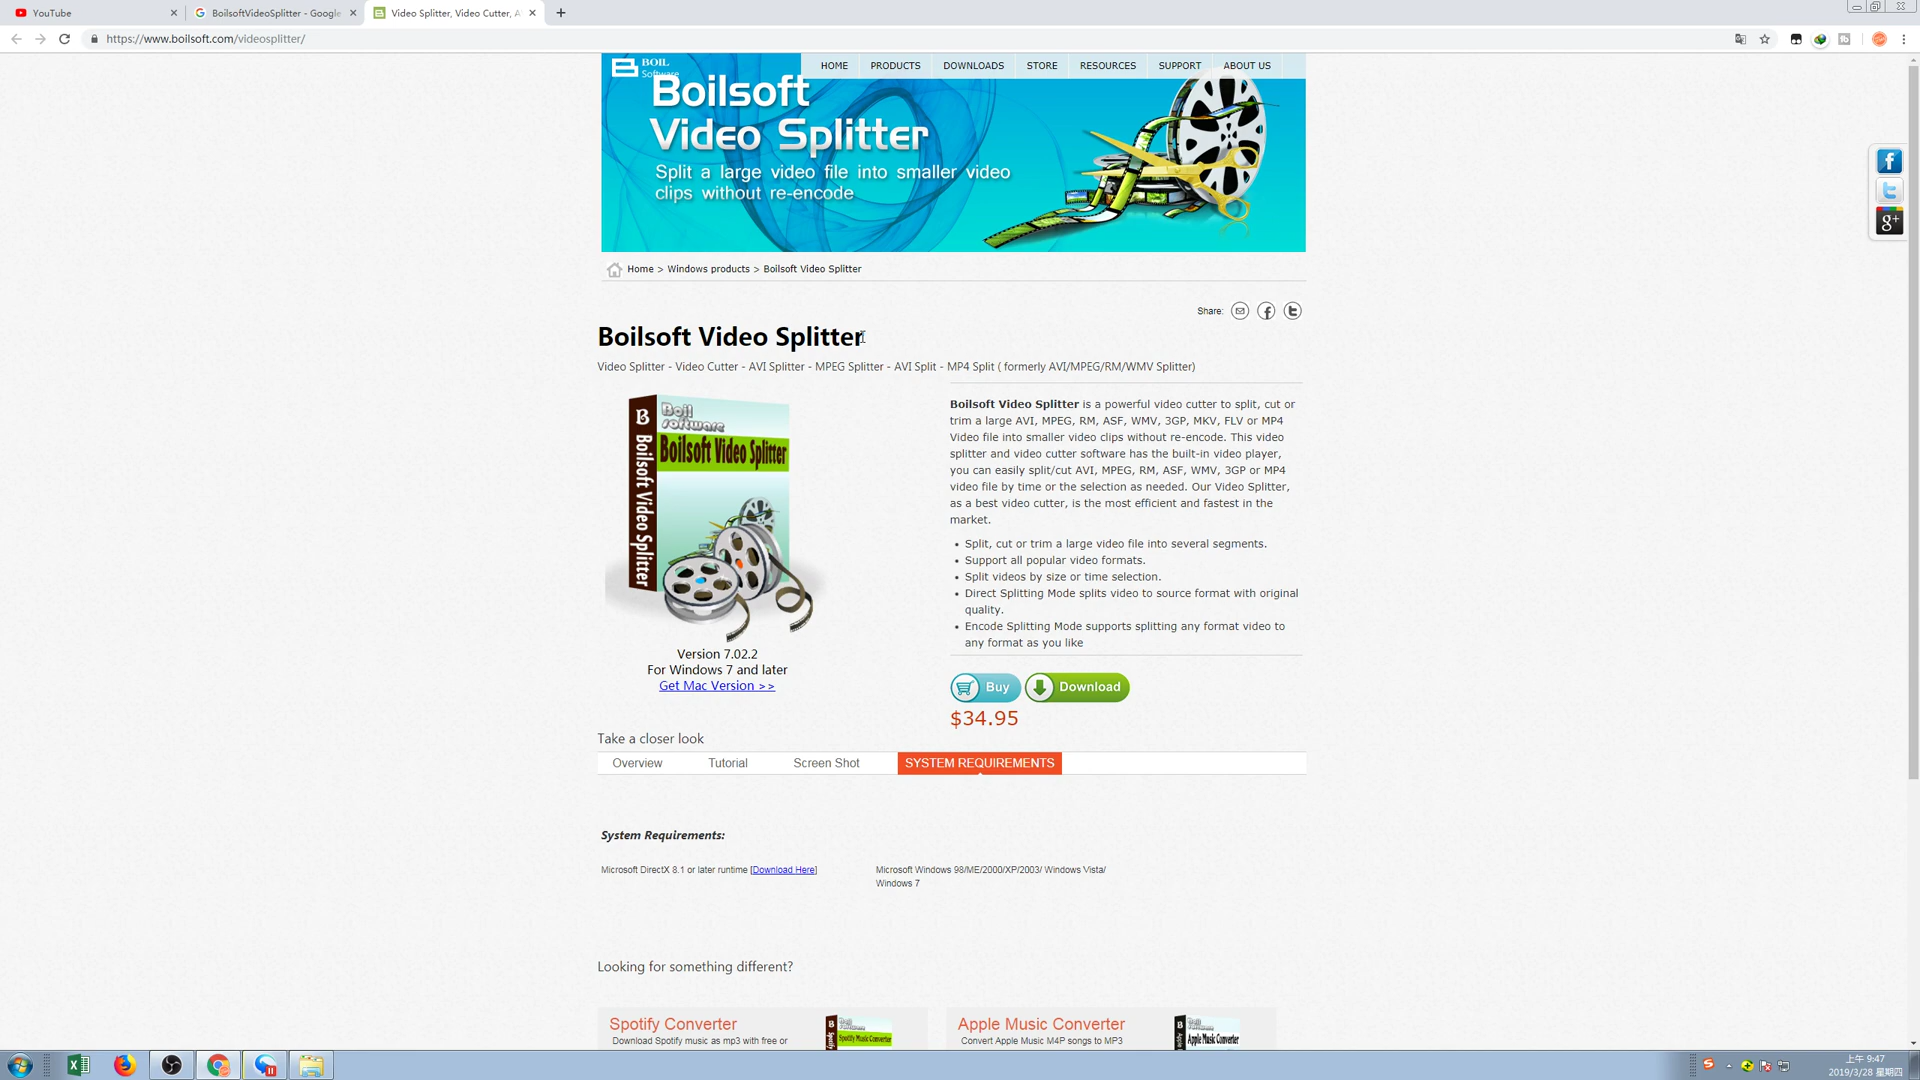 YouTube
BoilsoftVideoSplitter - Google
Video Splitter, Video Cutter, A
https://www.boilsoft.com/videosplitter/
BOIL
Software
HOME
PRODUCTS
DOWNLOADS
STORE
RESOURCES
SUPPORT
ABOUT US
Boilsoft
Video Splitter
Split a large video file into smaller video
clips without re-encode
Home > Windows products > Boilsoft Video Splitter
Share:
Boilsoft Video Splitter
Video Splitter - Video Cutter - AVI Splitter - MPEG Splitter - AVI Split - MP4 Split ( formerly AVI/MPEG/RM/WMV Splitter)
B
Boil
software
Boilsoft Video Splitter
Boilsoft Video Splitter
Version 7.02.2
For Windows 7 and later
Get Mac Version >>
Boilsoft Video Splitter is a powerful video cutter to split, cut or
trim a large AVI, MPEG, RM, ASF, WMV, 3GP, MKV, FLV or MP4
Video file into smaller video clips without re-encode. This video
splitter and video cutter software has the built-in video player,
you can easily split/cut AVI, MPEG, RM, ASF, WMV, 3GP or MP4
video file by time or the selection as needed. Our Video Splitter,
as a best video cutter, is the most efficient and fastest in the
market.
• Split, cut or trim a large video file into several segments.
• Support all popular video formats.
• Split videos by size or time selection.
• Direct Splitting Mode splits video to source format with original
quality.
• Encode Splitting Mode supports splitting any format video to
any format as you like
Buy
Download
$34.95
Take a closer look
Overview
Tutorial
Screen Shot
SYSTEM REQUIREMENTS
System Requirements:
Microsoft DirectX 8.1 or later runtime [Download Here]
Microsoft Windows 98/ME/2000/XP/2003/ Windows Vista/
Windows 7
Looking for something different?
Spotify Converter
Download Spotify music as mp3 with free or
Boil
software
Spotify Music Converter
Apple Music Converter
Convert Apple Music M4P songs to MP3
Boil
software
Apple Music Converter
上午 9:47
2019/3/28 星期四